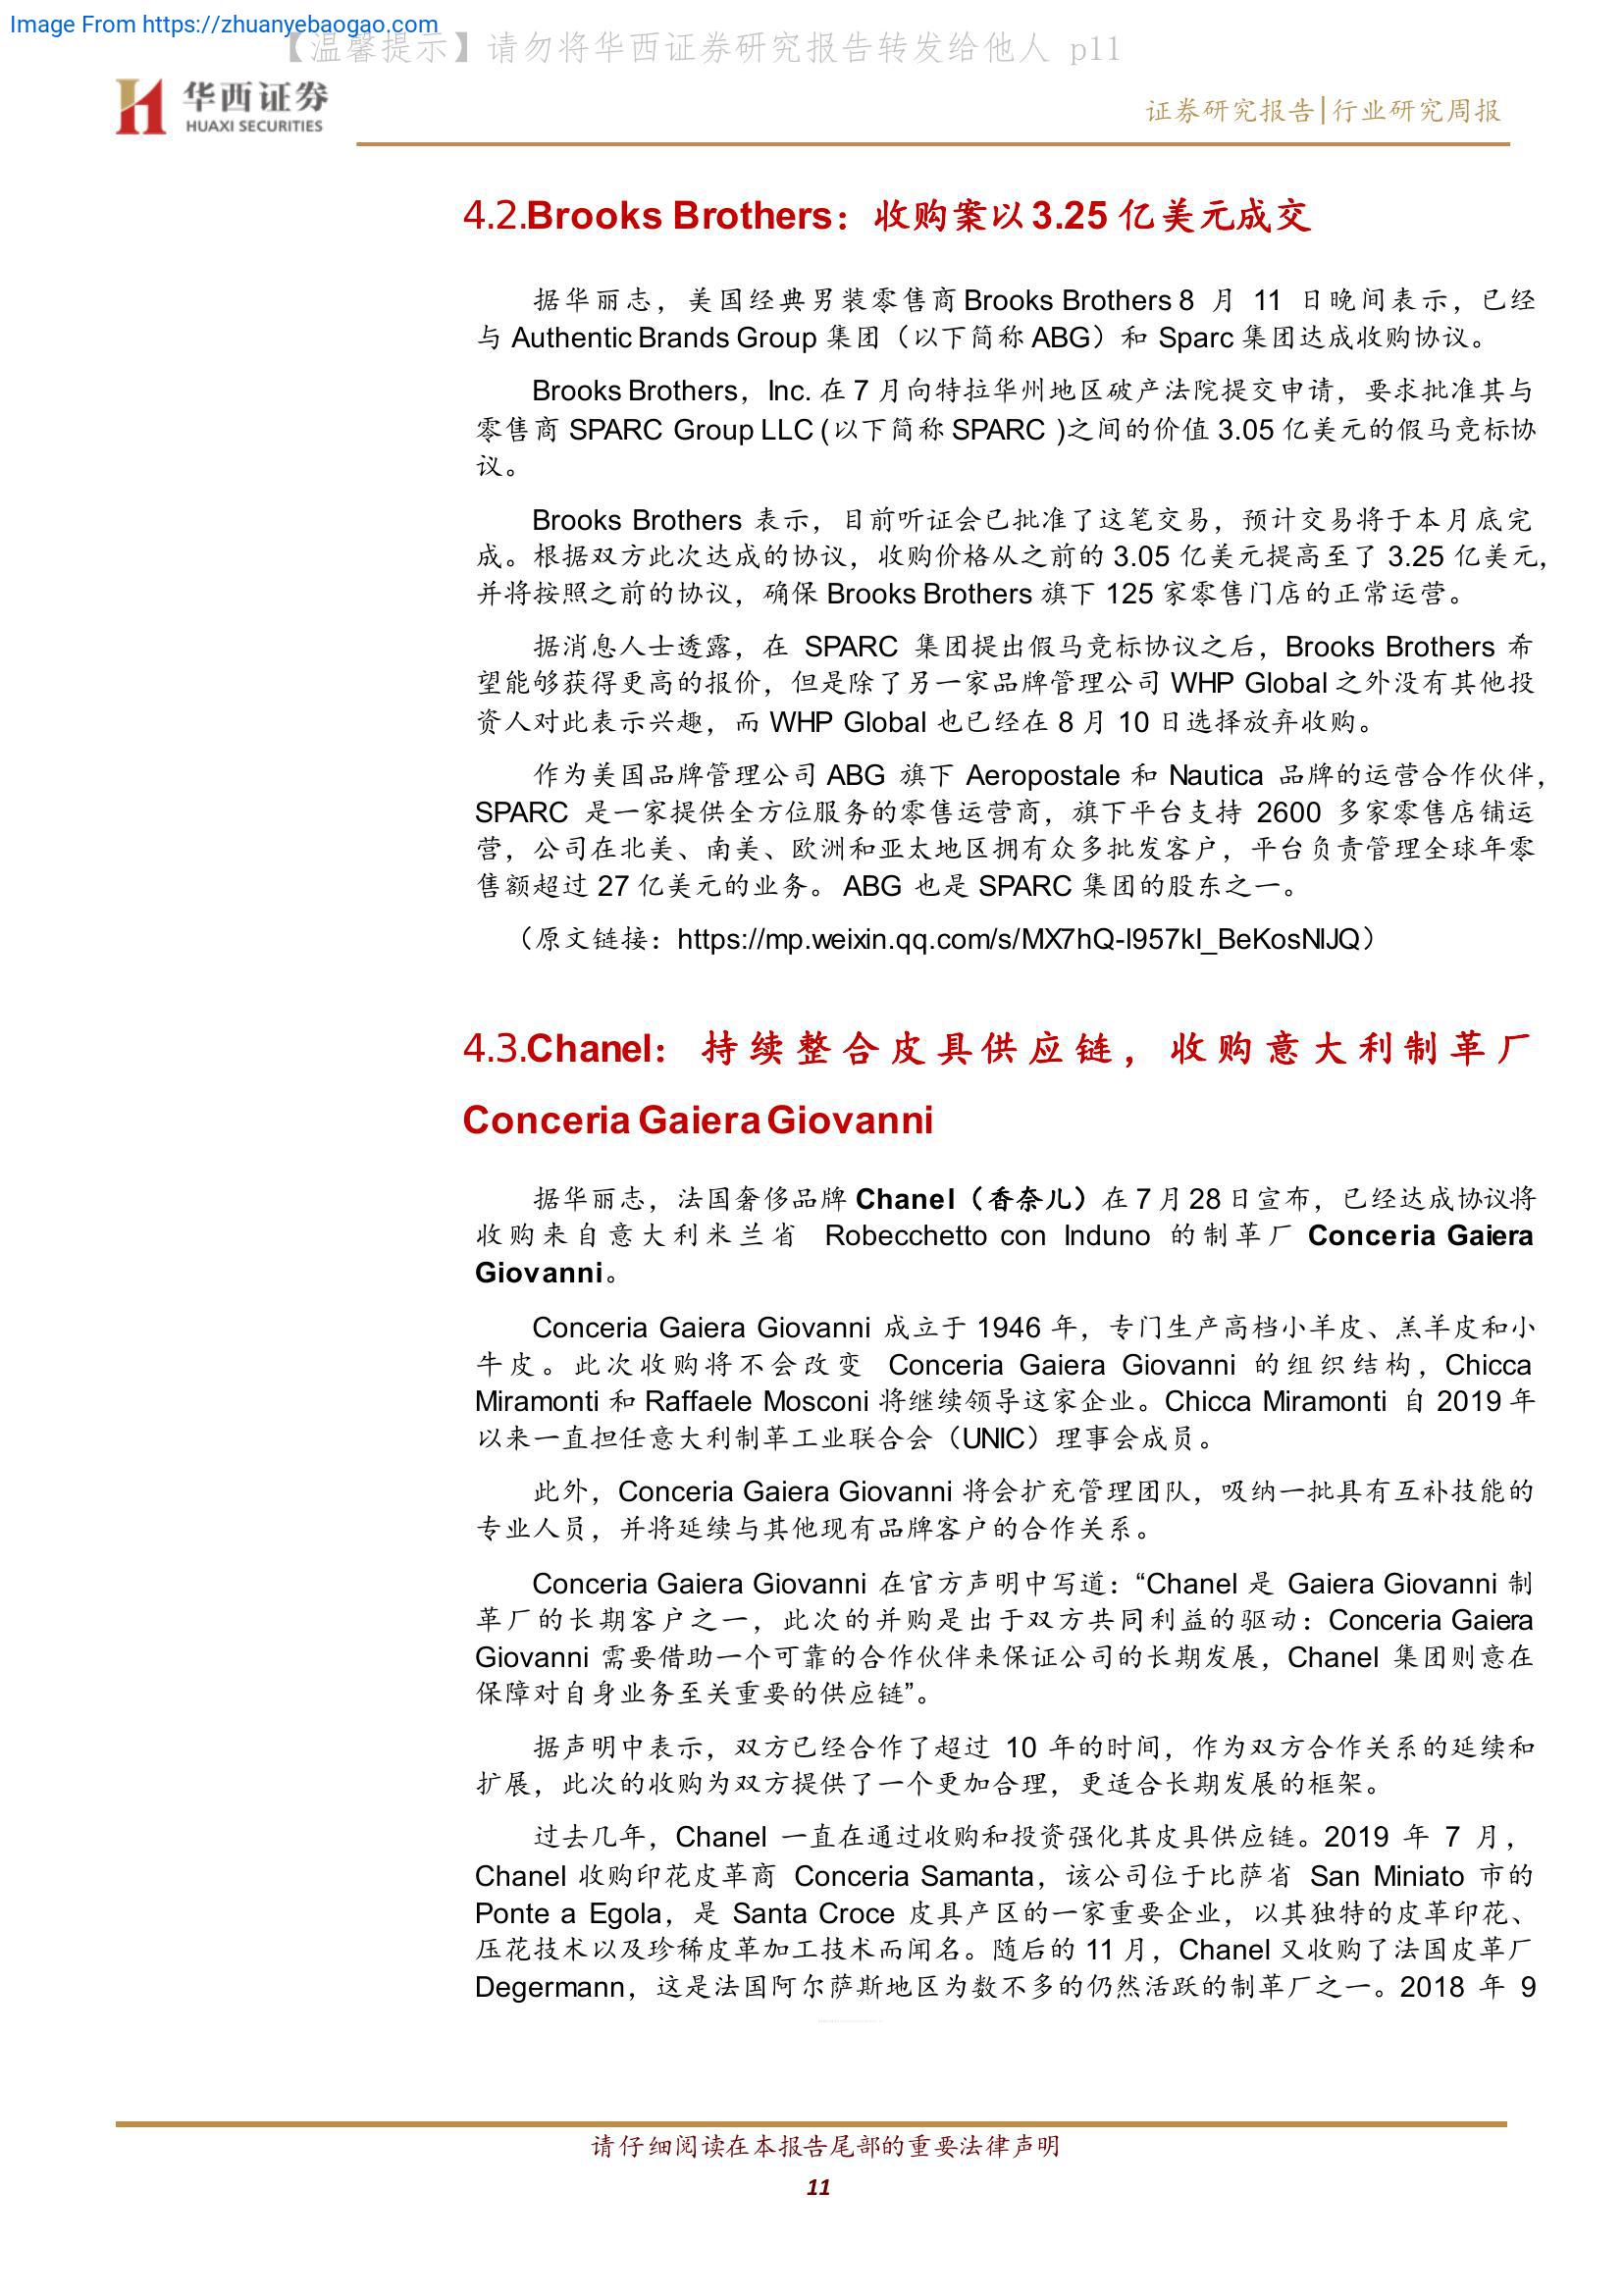 Image From https://zhuanyebaogao.com
【温馨提示】请勿将华西证券研究报告转发给他人 p11
华西证券
HUAXI SECURITIES
证券研究报告|行业研究周报
4.2.Brooks Brothers：收购案以 3.25 亿美元成交
据华丽志，美国经典男装零售商 Brooks Brothers 8 月 11 日晚间表示，已经
与 Authentic Brands Group 集团（以下简称 ABG）和 Sparc 集团达成收购协议。
Brooks Brothers，Inc. 在 7 月向特拉华州地区破产法院提交申请，要求批准其与
零售商 SPARC Group LLC (以下简称 SPARC )之间的价值 3.05 亿美元的假马竞标协
议。
Brooks Brothers 表示，目前听证会已批准了这笔交易，预计交易将于本月底完
成。根据双方此次达成的协议，收购价格从之前的 3.05 亿美元提高至了 3.25 亿美元，
并将按照之前的协议，确保 Brooks Brothers 旗下 125 家零售门店的正常运营。
据消息人士透露，在 SPARC 集团提出假马竞标协议之后，Brooks Brothers 希
望能够获得更高的报价，但是除了另一家品牌管理公司 WHP Global 之外没有其他投
资人对此表示兴趣，而 WHP Global 也已经在 8 月 10 日选择放弃收购。
作为美国品牌管理公司 ABG 旗下 Aeropostale 和 Nautica 品牌的运营合作伙伴，
SPARC 是一家提供全方位服务的零售运营商，旗下平台支持 2600 多家零售店铺运
营，公司在北美、南美、欧洲和亚太地区拥有众多批发客户，平台负责管理全球年零
售额超过 27 亿美元的业务。 ABG 也是 SPARC 集团的股东之一。
（原文链接：https://mp.weixin.qq.com/s/MX7hQ-l957kI_BeKosNlJQ）
4.3.Chanel：持续整合皮具供应链，收购意大利制革厂
Conceria Gaiera Giovanni
据华丽志，法国奢侈品牌 Chanel（香奈儿）在 7 月 28 日宣布，已经达成协议将
收购来自意大利米兰省 Robecchetto con Induno 的制革厂 Conceria Gaiera
Giovanni。
Conceria Gaiera Giovanni 成立于 1946 年，专门生产高档小羊皮、羔羊皮和小
牛皮。此次收购将不会改变 Conceria Gaiera Giovanni 的组织结构，Chicca
Miramonti 和 Raffaele Mosconi 将继续领导这家企业。Chicca Miramonti 自 2019 年
以来一直担任意大利制革工业联合会（UNIC）理事会成员。
此外，Conceria Gaiera Giovanni 将会扩充管理团队，吸纳一批具有互补技能的
专业人员，并将延续与其他现有品牌客户的合作关系。
Conceria Gaiera Giovanni 在官方声明中写道：“Chanel 是 Gaiera Giovanni 制
革厂的长期客户之一，此次的并购是出于双方共同利益的驱动：Conceria Gaiera
Giovanni 需要借助一个可靠的合作伙伴来保证公司的长期发展，Chanel 集团则意在
保障对自身业务至关重要的供应链”。
据声明中表示，双方已经合作了超过 10 年的时间，作为双方合作关系的延续和
扩展，此次的收购为双方提供了一个更加合理，更适合长期发展的框架。
过去几年，Chanel 一直在通过收购和投资强化其皮具供应链。2019 年 7 月，
Chanel 收购印花皮革商 Conceria Samanta，该公司位于比萨省 San Miniato 市的
Ponte a Egola，是 Santa Croce 皮具产区的一家重要企业，以其独特的皮革印花、
压花技术以及珍稀皮革加工技术而闻名。随后的 11 月，Chanel 又收购了法国皮革厂
Degermann，这是法国阿尔萨斯地区为数不多的仍然活跃的制革厂之一。2018 年 9
请仔细阅读在本报告尾部的重要法律声明
11